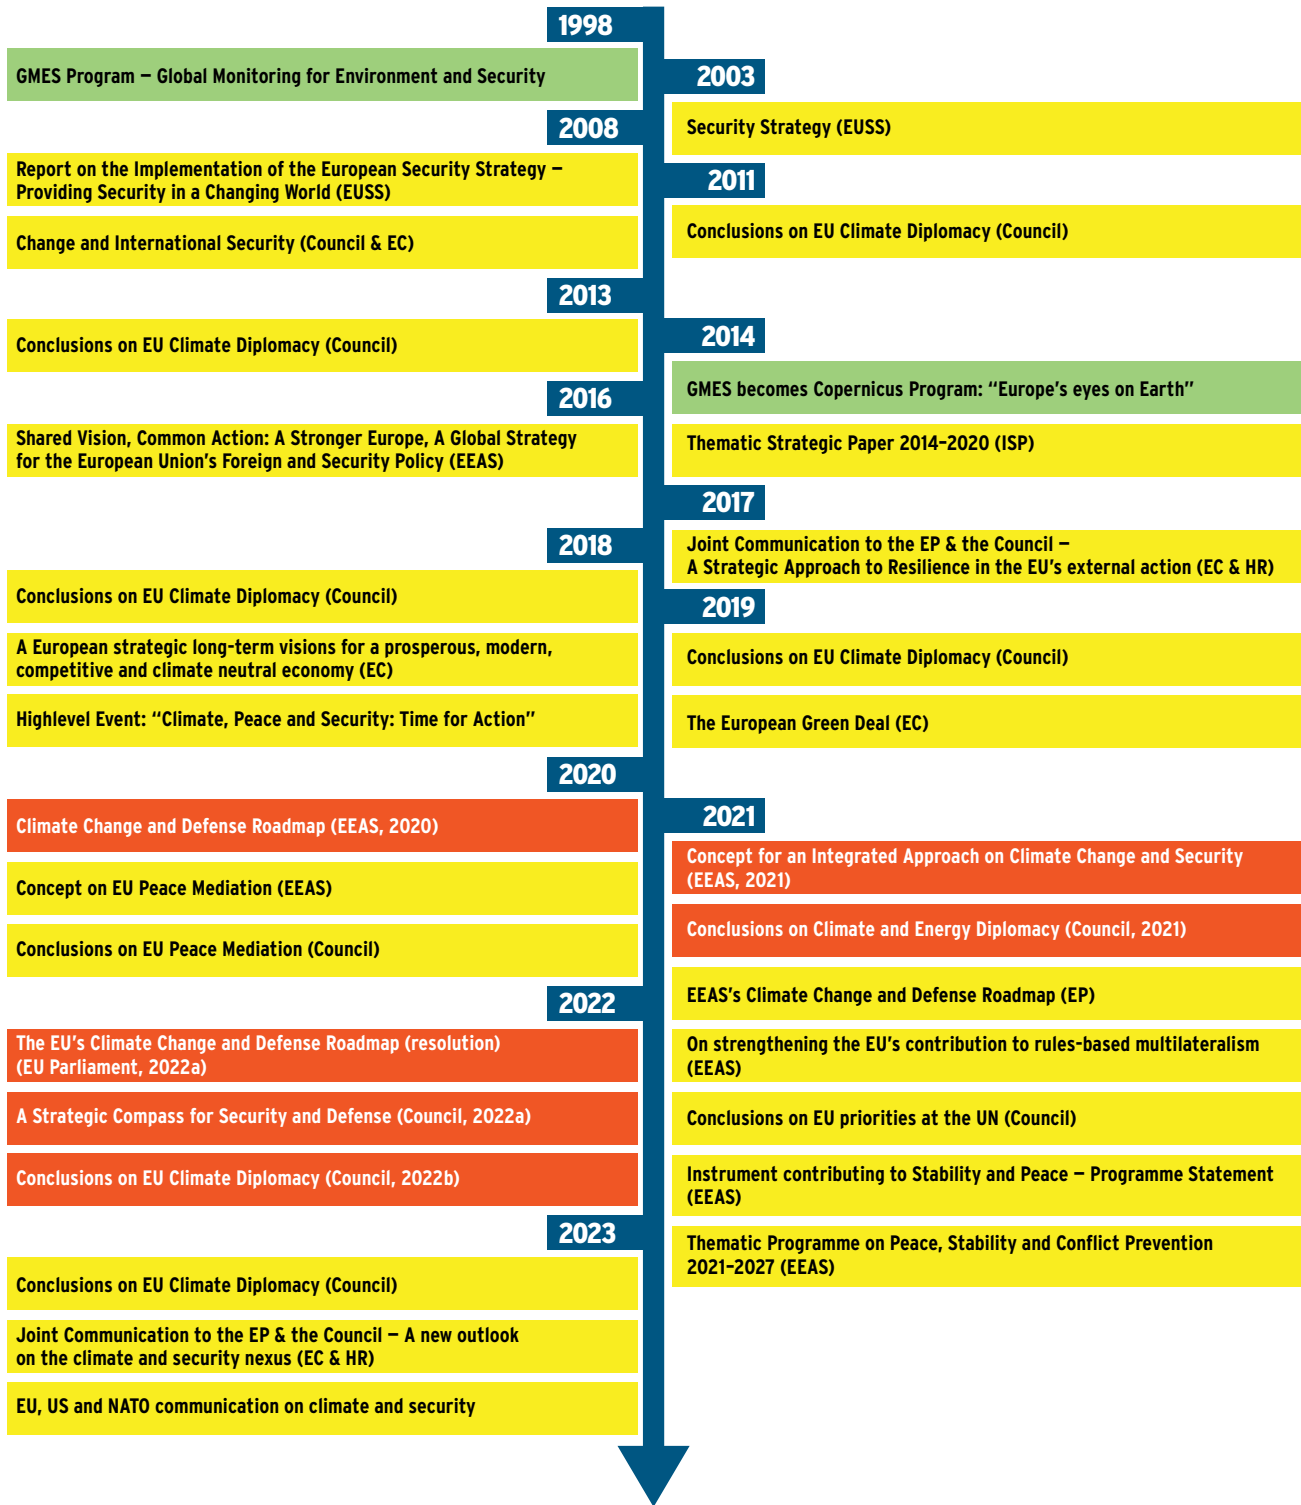 1998
GMES Program – Global Monitoring for Environment and Security
2003
Security Strategy (EUSS)
2008
Report on the Implementation of the European Security Strategy –
Providing Security in a Changing World (EUSS)
Change and International Security (Council & EC)
2011
Conclusions on EU Climate Diplomacy (Council)
2013
Conclusions on EU Climate Diplomacy (Council)
2014
GMES becomes Copernicus Program: “Europe’s eyes on Earth”
Thematic Strategic Paper 2014–2020 (ISP)
2016
Shared Vision, Common Action: A Stronger Europe, A Global Strategy
for the European Union’s Foreign and Security Policy (EEAS)
2017
Joint Communication to the EP & the Council –
A Strategic Approach to Resilience in the EU’s external action (EC & HR)
2018
Conclusions on EU Climate Diplomacy (Council)
A European strategic long-term visions for a prosperous, modern,
competitive and climate neutral economy (EC)
Highlevel Event: “Climate, Peace and Security: Time for Action”
2019
Conclusions on EU Climate Diplomacy (Council)
The European Green Deal (EC)
2020
Climate Change and Defense Roadmap (EEAS, 2020)
Concept on EU Peace Mediation (EEAS)
Conclusions on EU Peace Mediation (Council)
2021
Concept for an Integrated Approach on Climate Change and Security
(EEAS, 2021)
Conclusions on Climate and Energy Diplomacy (Council, 2021)
EEAS’s Climate Change and Defense Roadmap (EP)
On strengthening the EU’s contribution to rules-based multilateralism
(EEAS)
Conclusions on EU priorities at the UN (Council)
Instrument contributing to Stability and Peace – Programme Statement
(EEAS)
Thematic Programme on Peace, Stability and Conflict Prevention
2021–2027 (EEAS)
2022
The EU’s Climate Change and Defense Roadmap (resolution)
(EU Parliament, 2022a)
A Strategic Compass for Security and Defense (Council, 2022a)
Conclusions on EU Climate Diplomacy (Council, 2022b)
2023
Conclusions on EU Climate Diplomacy (Council)
Joint Communication to the EP & the Council – A new outlook
on the climate and security nexus (EC & HR)
EU, US and NATO communication on climate and security